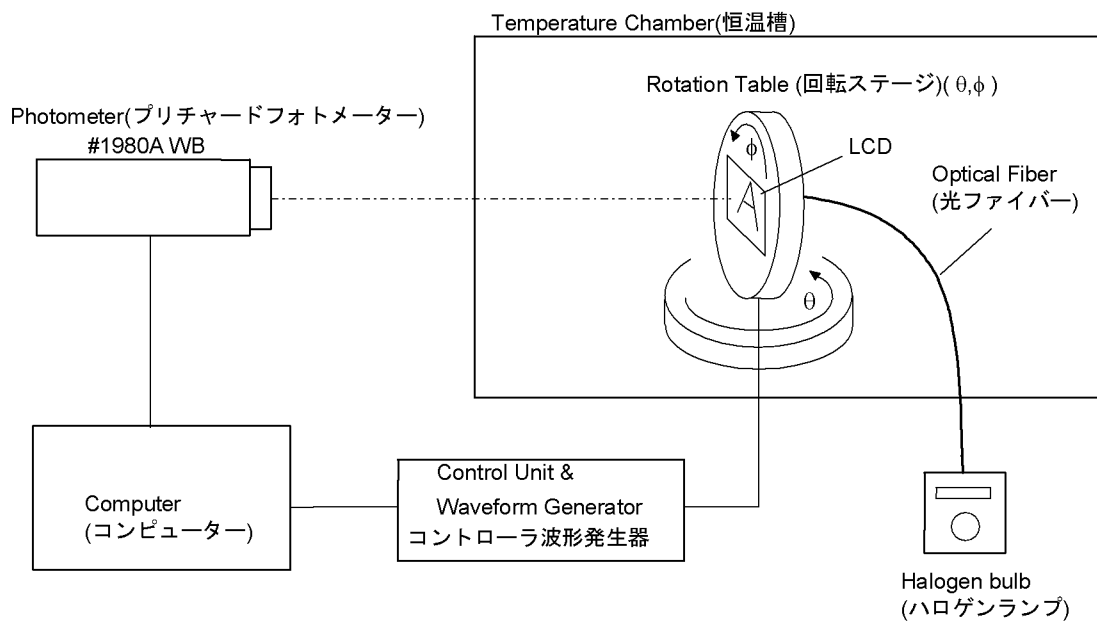 Temperature Chamber(恒温槽)
Rotation Table (回転ステージ)( θ,ϕ )
Photometer(プリチャードフォトメーター)
#1980A WB
ϕ
LCD
A
Optical Fiber
(光ファイバー)
θ
Control Unit &
Waveform Generator
コントローラ波形発生器
Computer
(コンピューター)
Halogen bulb
(ハロゲンランプ)